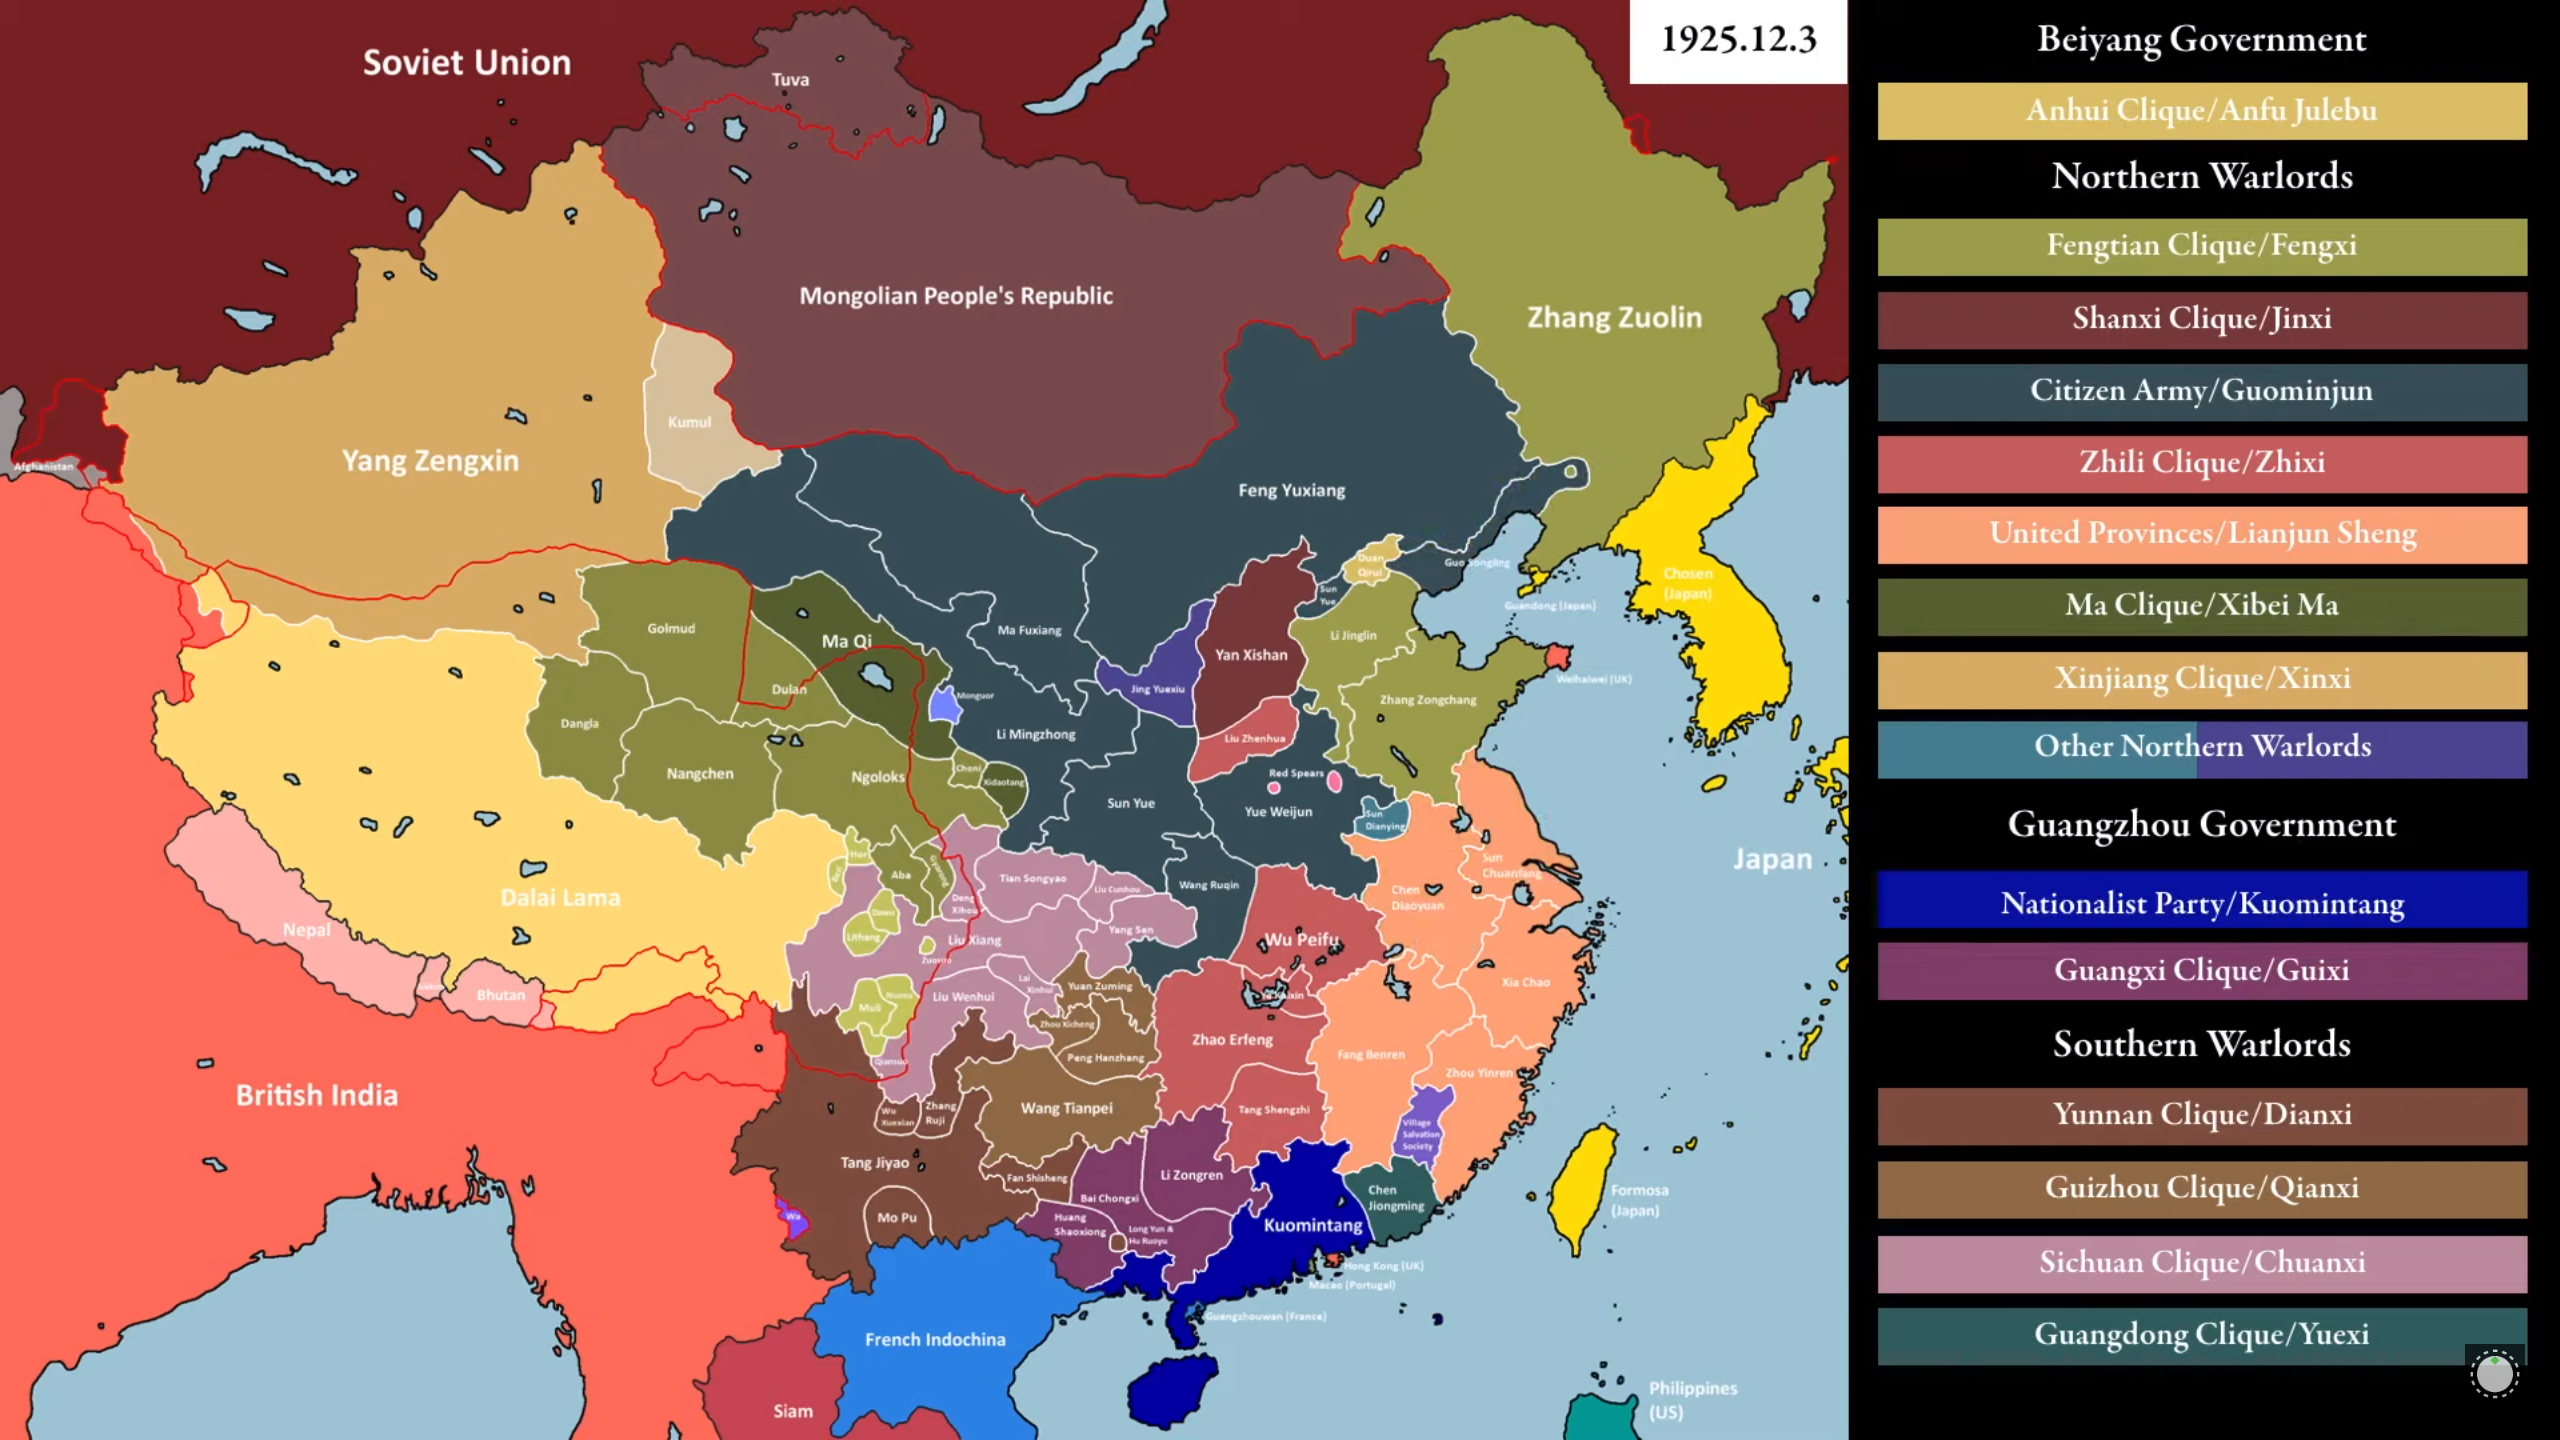 1925.12.3
Soviet Union
Tuva
Mongolian People's Republic
Zhang Zuolin
Kumul
Yang Zengxin
Afghanistan
Feng Yuxiang
Duan
Qirui
Guo Songling
Sun
Yue
Guandong (Japan)
Chosen
(Japan)
Golmud
Ma Qi
Ma Fuxiang
Yan Xishan
Li Jinglin
Weihaiwei (UK)
Dulan
Monguor
Jing Yuexiu
Zhang Zongchang
Dangla
Li Mingzhong
Liu Zhenhua
Nangchen
Ngoloks
Choni
Xidaotang
Red Spears
Sun Yue
Yue Weijun
Sun
Dianying
Japan
Hor
Aba
Gyarong
Tian Songyao
Liu Cunhou
Wang Ruqin
Sun
Chuanfang
Chen
Diaoyuan
Dalai Lama
Deng
Xihou
Dawu
Lithang
Liu Xiang
Yang Sen
Wu Peifu
Nepal
Bhutan
Lai
Xinhui
Liu Wenhui
Yuan Zuming
Xia Chao
Muli
Zhou Xicheng
Zhao Erfeng
Peng Hanzhang
Fang Benren
Qiansuo
Zhou Yinren
British India
Wu
Xuexian
Zhang
Ruji
Wang Tianpei
Tang Shengzhi
Village
Salvation
Society
Tang Jiyao
Fan Shisheng
Li Zongren
Bai Chongxi
Chen
Jiongming
Formosa
(Japan)
Wa
Mo Pu
Huang
Shaoxiong
Long Yun &
Hu Ruoyu
Kuomintang
Hong Kong (UK)
Macao (Portugal)
Guangzhouwan (France)
French Indochina
Siam
Philippines
(US)
Beiyang Government
Anhui Clique/Anfu Julebu
Northern Warlords
Fengtian Clique/Fengxi
Shanxi Clique/Jinxi
Citizen Army/Guominjun
Zhili Clique/Zhixi
United Provinces/Lianjun Sheng
Ma Clique/Xibei Ma
Xinjiang Clique/Xinxi
Other Northern Warlords
Guangzhou Government
Nationalist Party/Kuomintang
Guangxi Clique/Guixi
Southern Warlords
Yunnan Clique/Dianxi
Guizhou Clique/Qianxi
Sichuan Clique/Chuanxi
Guangdong Clique/Yuexi